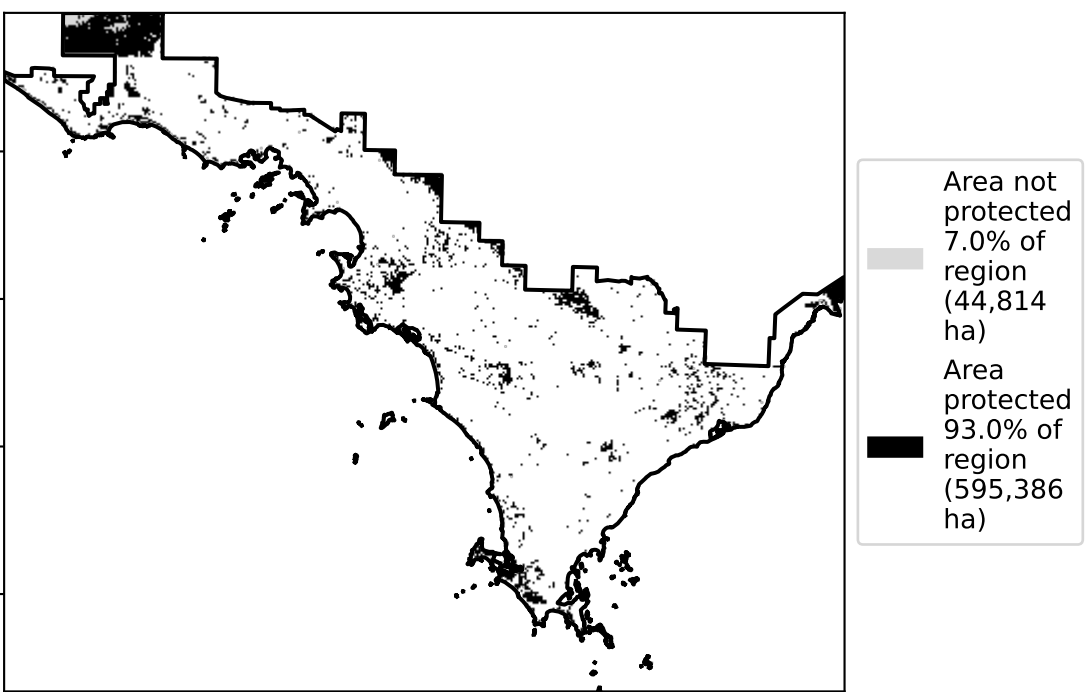 Area not
protected
7.0% of
region
(44,814
ha)
Area
protected
93.0% of
region
(595,386
ha)